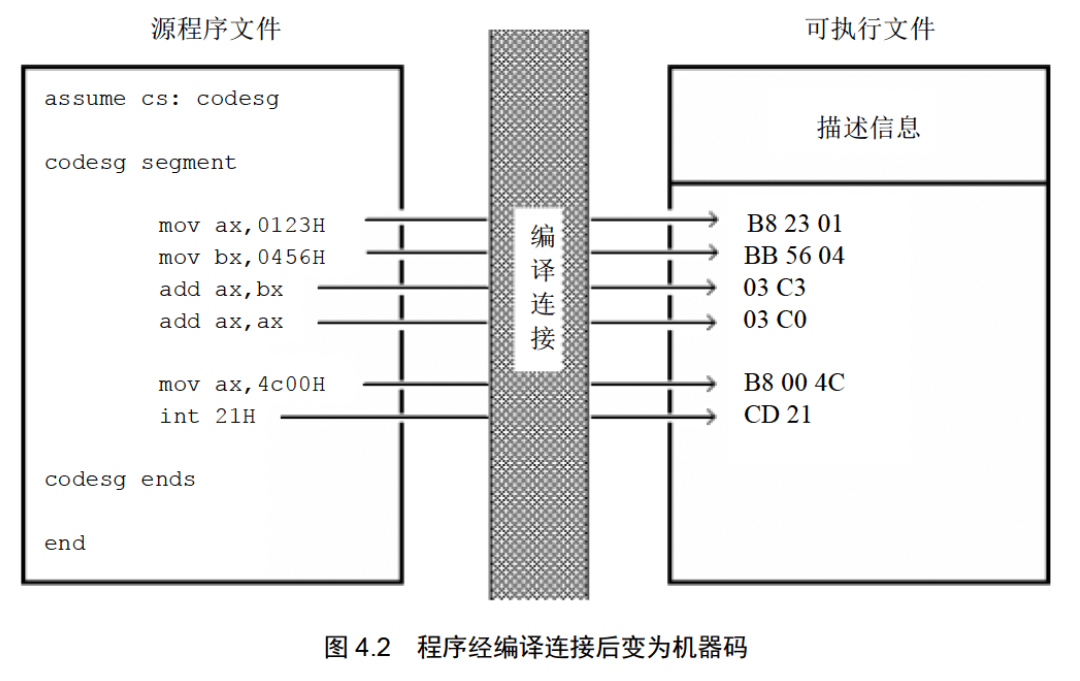 源程序文件
assume cs: codesg
codesg segment
mov ax,0123H
mov bx,0456H
add ax,bx
add ax,ax
mov ax,4c00H
int 21H
codesg ends
end
编译连接
可执行文件
描述信息
B8 23 01
BB 56 04
03 C3
03 C0
B8 00 4C
CD 21
图 4.2 程序经编译连接后变为机器码